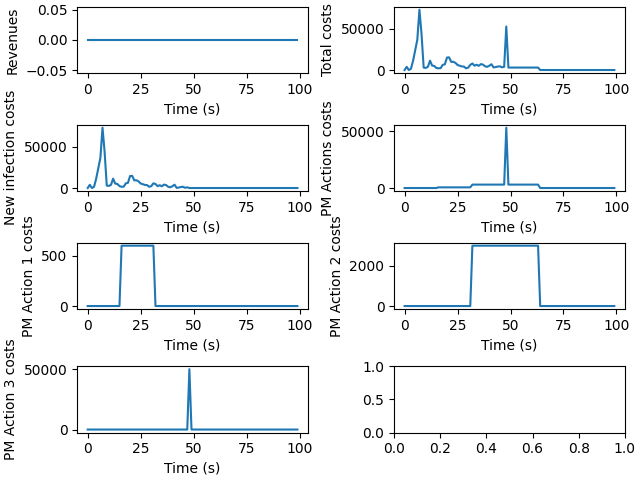 Revenues
0.05
0.00
−0.05
0 25 50 75 100
Time (s)
Total costs
50000
0
0 25 50 75 100
Time (s)
New infection costs
50000
0
0 25 50 75 100
Time (s)
PM Actions costs
50000
0
0 25 50 75 100
Time (s)
PM Action 1 costs
500
0
0 25 50 75 100
Time (s)
PM Action 2 costs
2000
0
0 25 50 75 100
Time (s)
PM Action 3 costs
50000
0
0 25 50 75 100
Time (s)
1.0
0.5
0.0
0.0 0.2 0.4 0.6 0.8 1.0